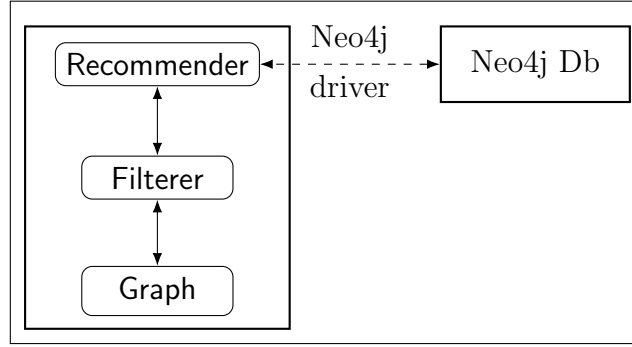 Recommender
Neo4j
driver
Neo4j Db
Filterer
Graph